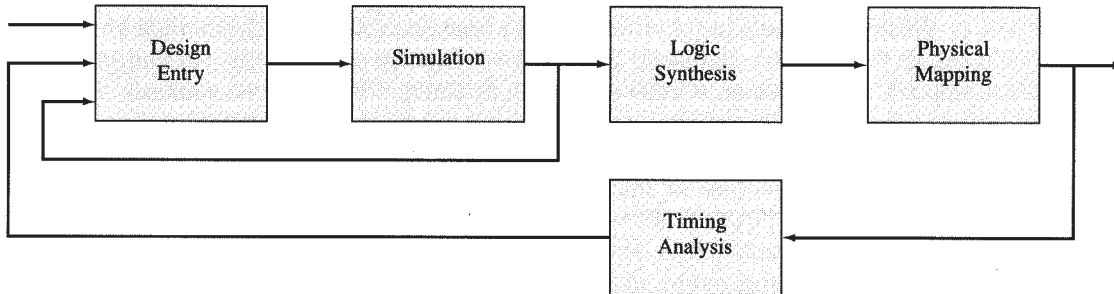 Design
Entry
Simulation
Logic
Synthesis
Physical
Mapping
Timing
Analysis